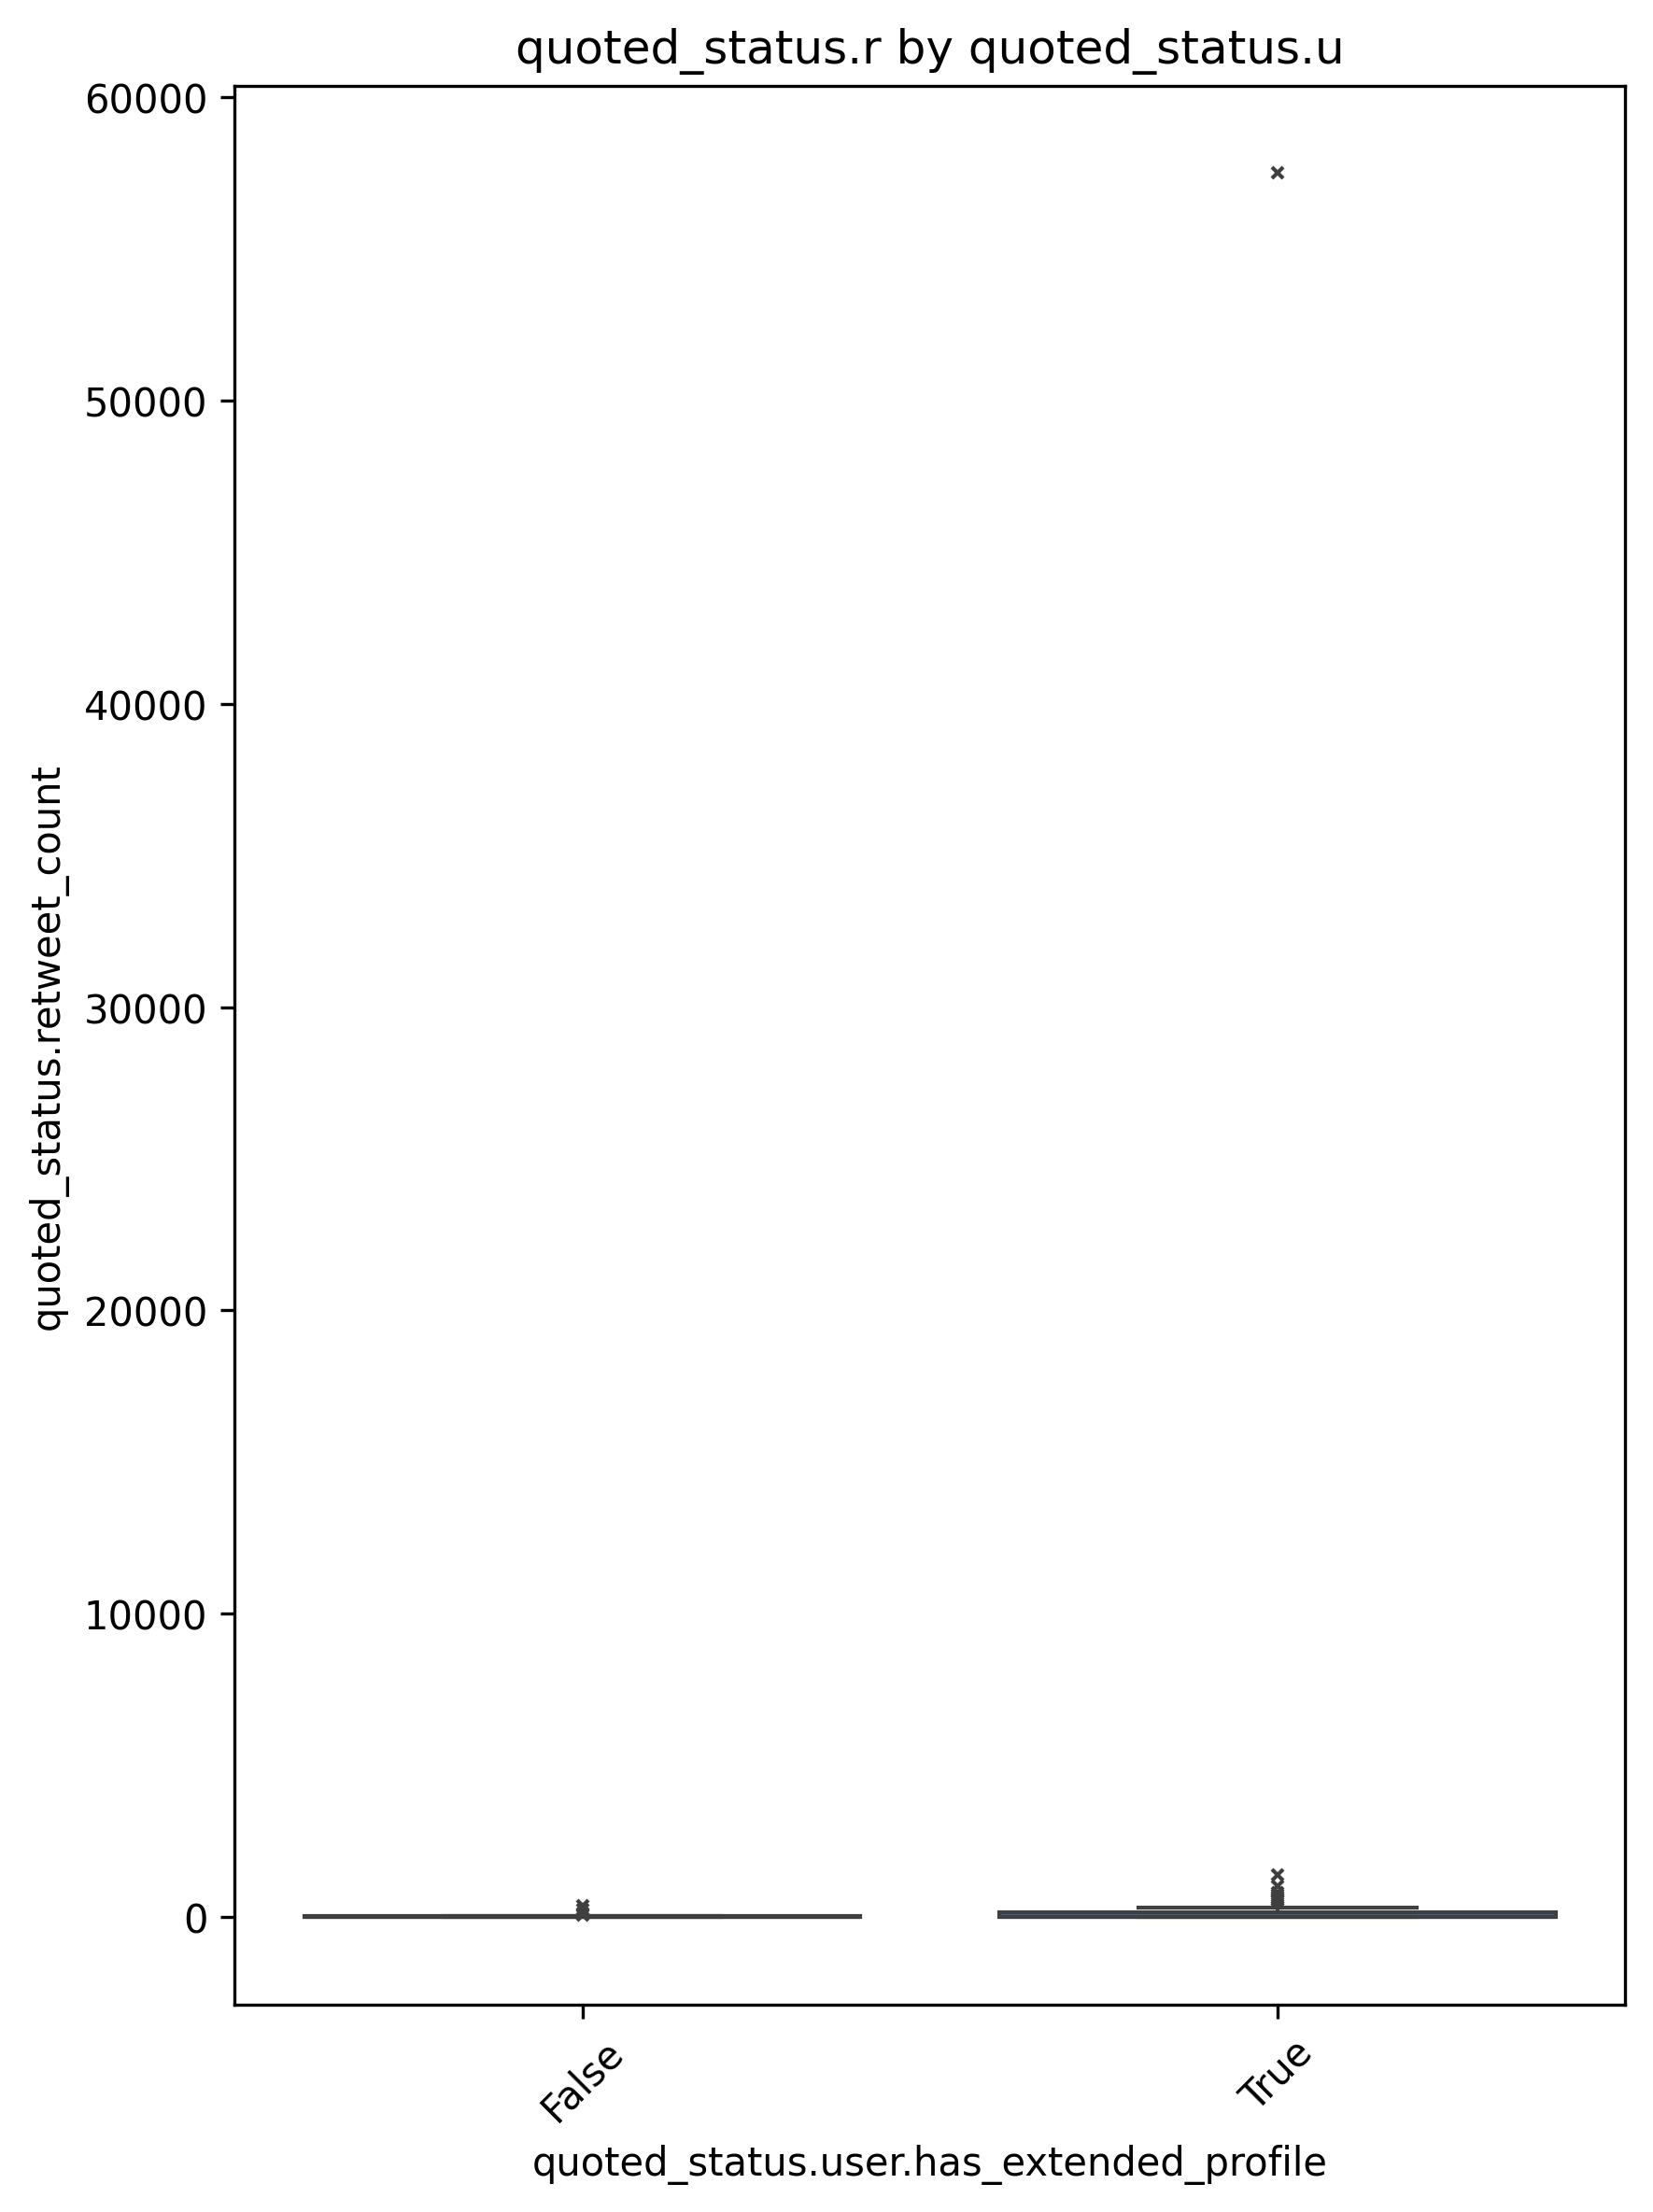 quoted_status.r by quoted_status.u
60000
50000
40000
30000
20000
10000
0
quoted_status.retweet_count
False
True
quoted_status.user.has_extended_profile